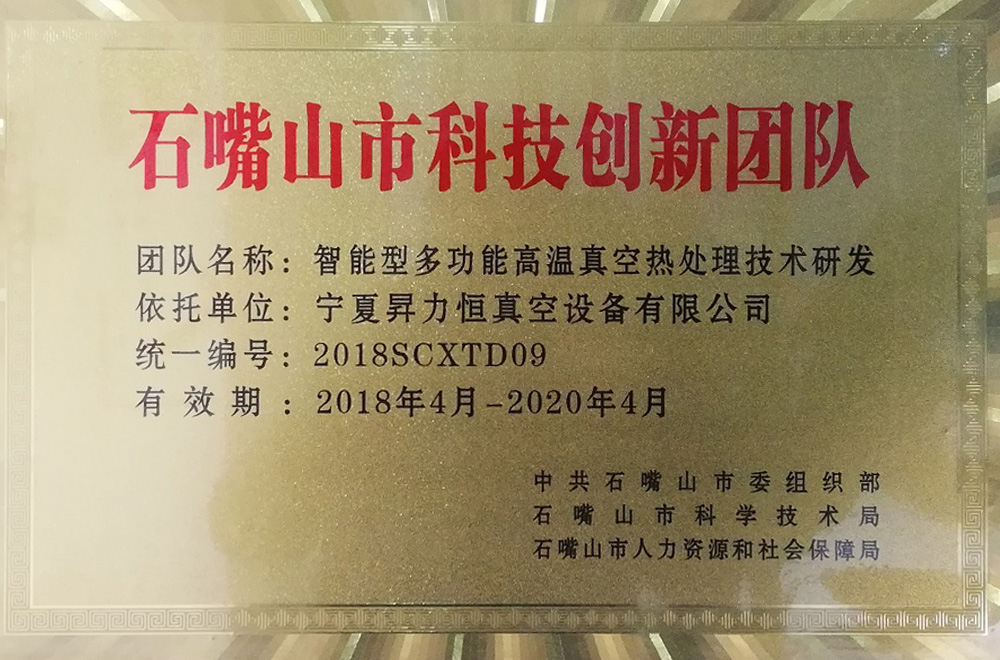 石嘴山市科技创新团队
团队名称：智能型多功能高温真空热处理技术研发
依托单位：宁夏昇力恒真空设备有限公司
统一编号：2018SCXTD09
有效期：2018年4月-2020年4月
中共石嘴山市委组织部
石嘴山市科学技术局
石嘴山市人力资源和社会保障局